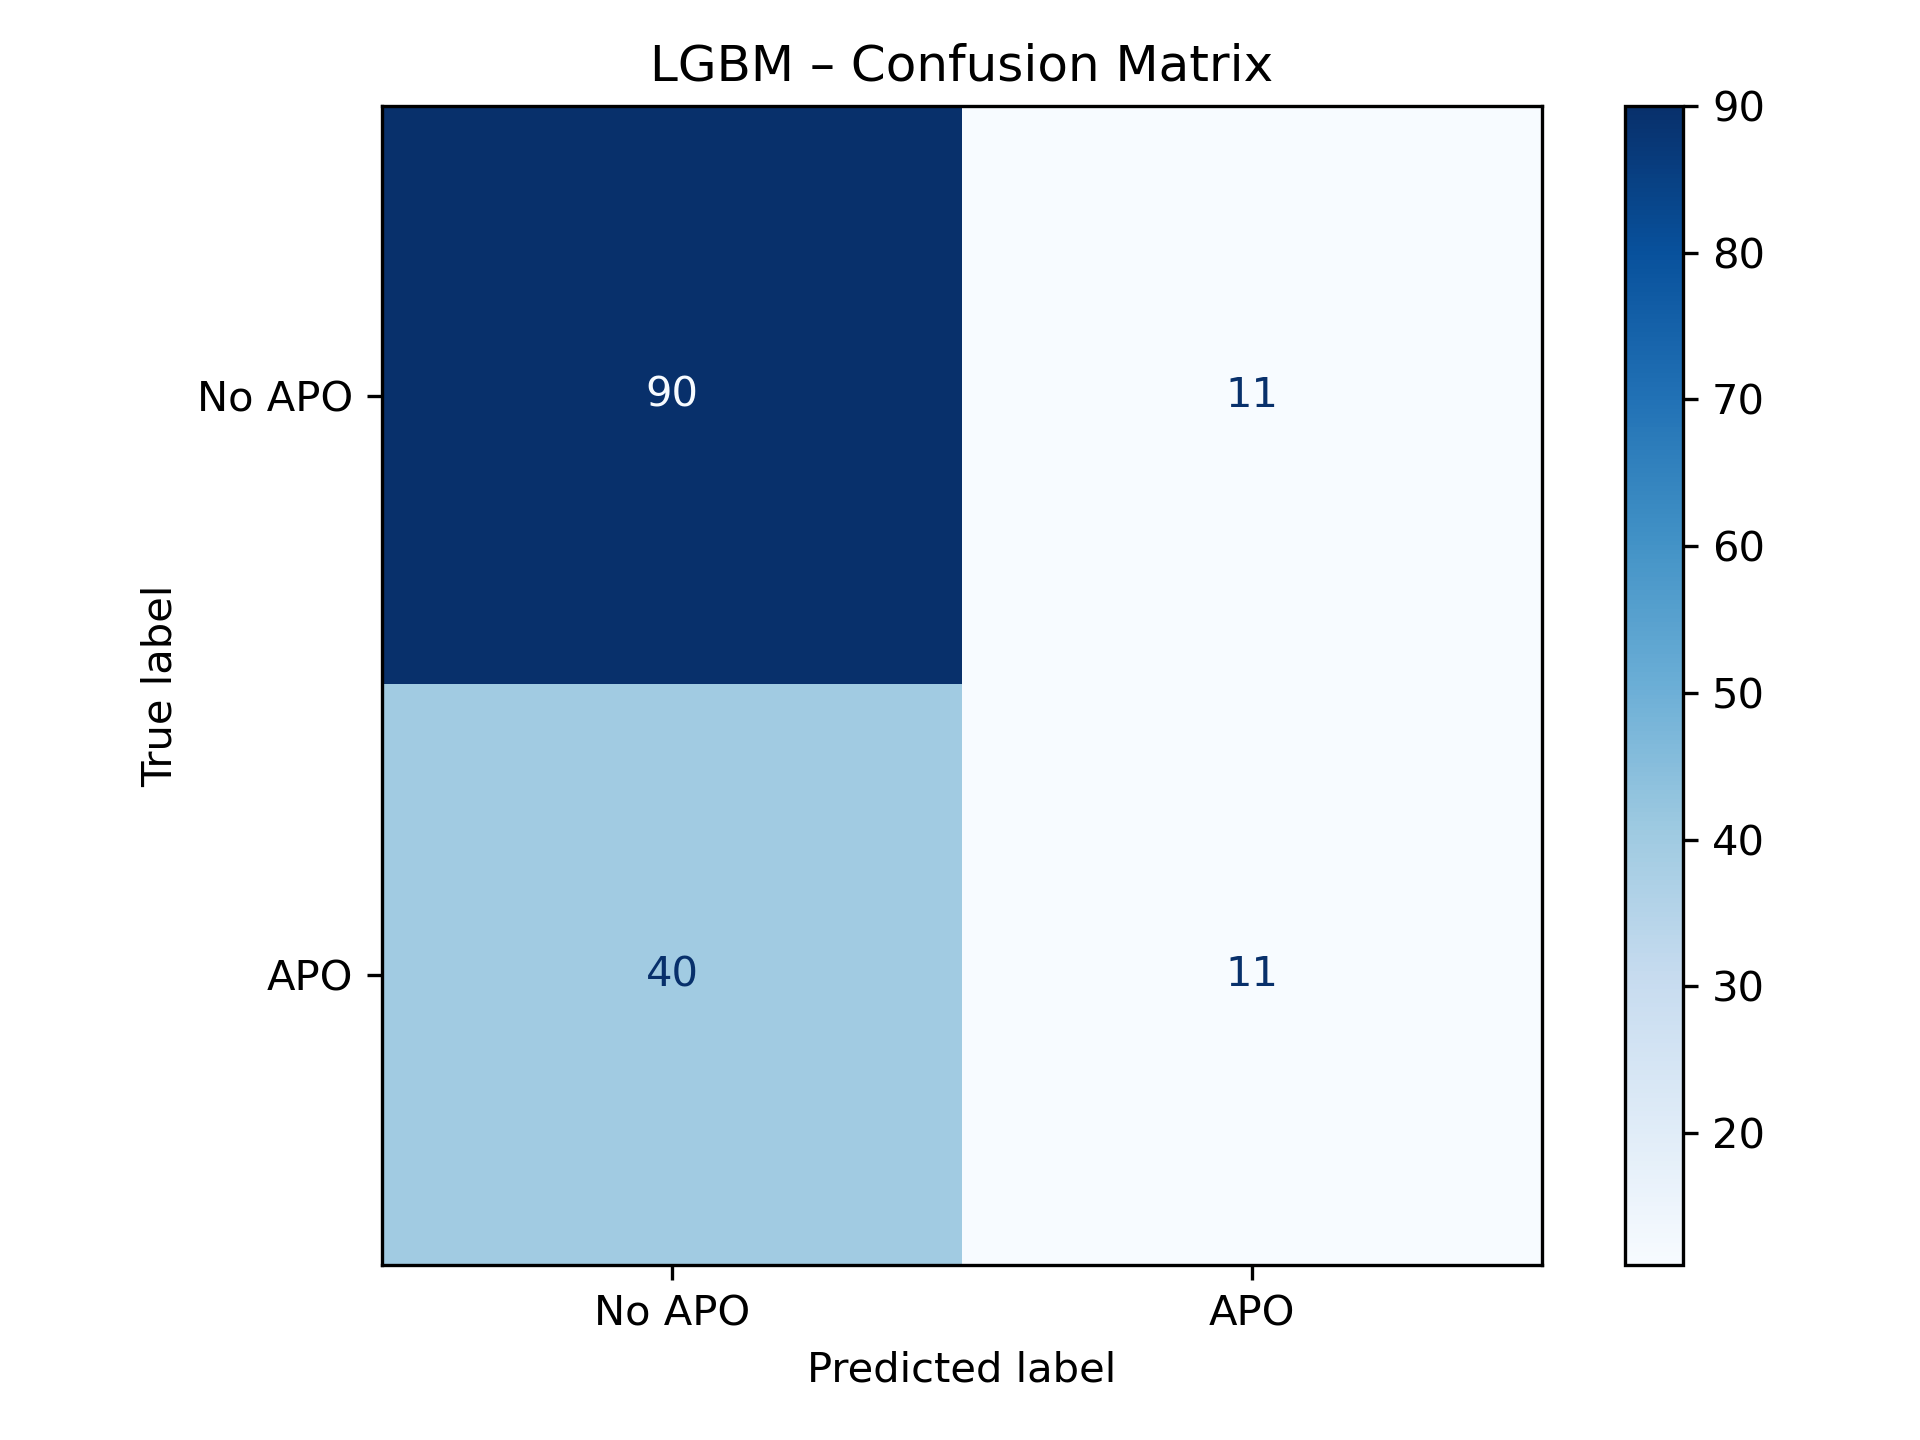 LGBM – Confusion Matrix
90
80
70
60
50
40
30
20
True label
No APO
APO
90
11
40
11
No APO
APO
Predicted label